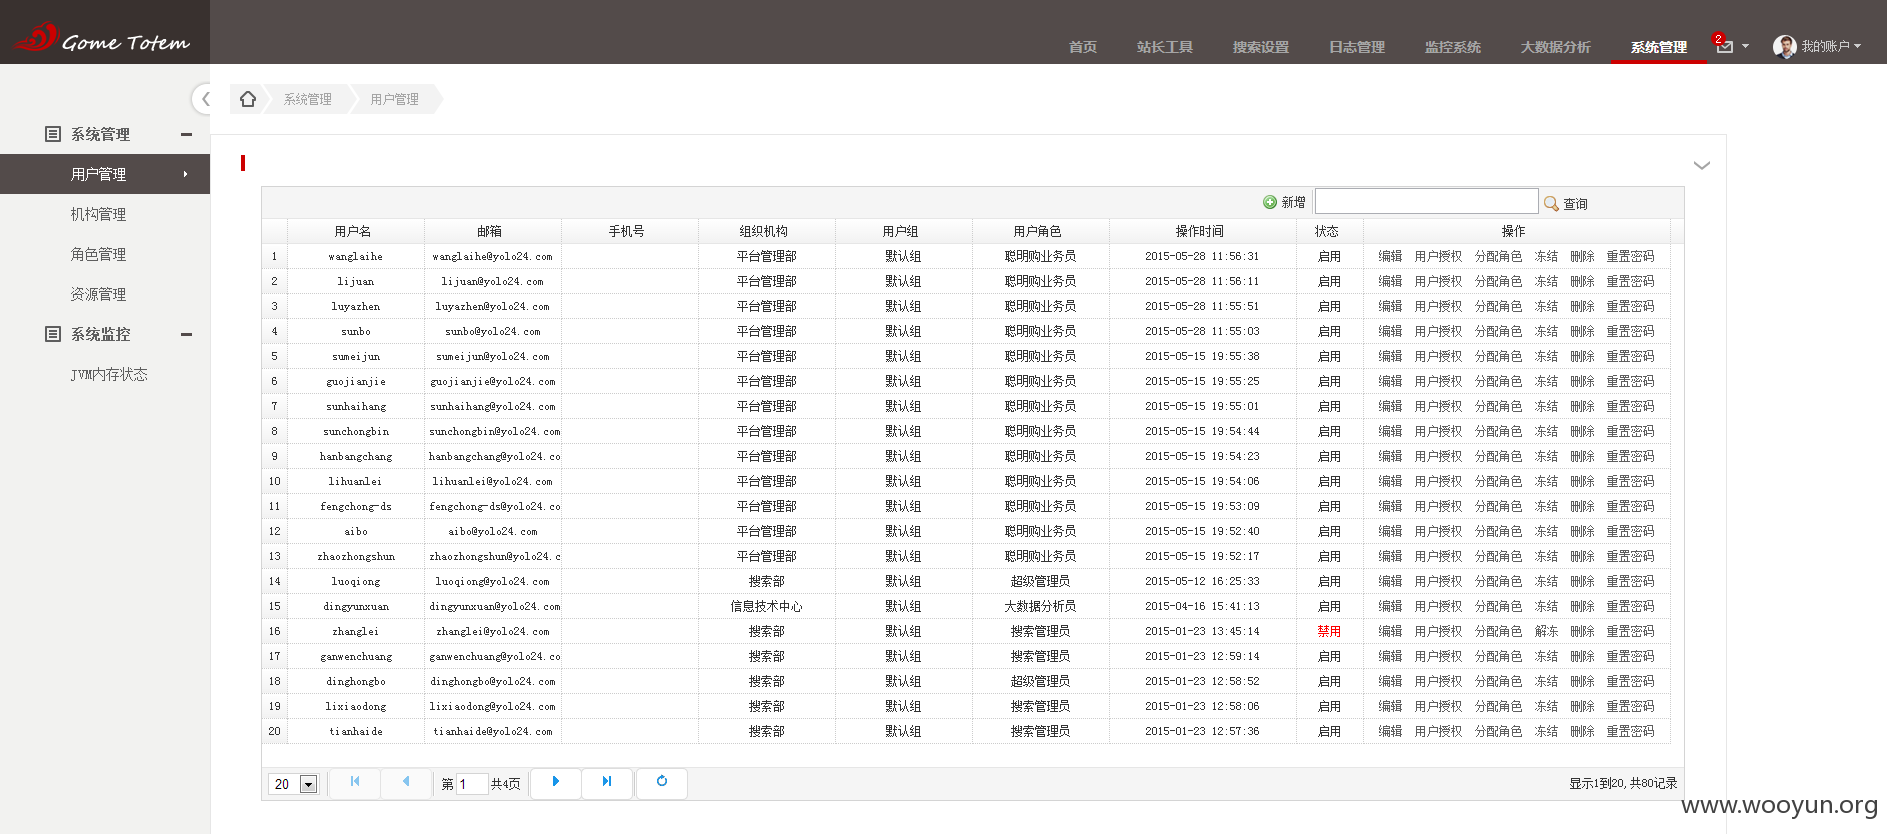 Gome Totem
首页 站长工具 搜索设置 日志管理 监控系统 大数据分析 系统管理 2 我的账户
系统管理 用户管理
系统管理
用户管理
机构管理
角色管理
资源管理
系统监控
JVM内存状态
新增 查询
用户名 邮箱 手机号 组织机构 用户组 用户角色 操作时间 状态 操作
1 wanglaihe wanglaihe@yolo24.com 平台管理部 默认组 聪明购业务员 2015-05-28 11:56:31 启用 编辑 用户授权 分配角色 冻结 删除 重置密码
2 lijuan lijuan@yolo24.com 平台管理部 默认组 聪明购业务员 2015-05-28 11:56:11 启用 编辑 用户授权 分配角色 冻结 删除 重置密码
3 luyazhen luyazhen@yolo24.com 平台管理部 默认组 聪明购业务员 2015-05-28 11:55:51 启用 编辑 用户授权 分配角色 冻结 删除 重置密码
4 sunbo sunbo@yolo24.com 平台管理部 默认组 聪明购业务员 2015-05-28 11:55:03 启用 编辑 用户授权 分配角色 冻结 删除 重置密码
5 sumeijun sumeijun@yolo24.com 平台管理部 默认组 聪明购业务员 2015-05-15 19:55:38 启用 编辑 用户授权 分配角色 冻结 删除 重置密码
6 guojianjie guojianjie@yolo24.com 平台管理部 默认组 聪明购业务员 2015-05-15 19:55:25 启用 编辑 用户授权 分配角色 冻结 删除 重置密码
7 sunhaihang sunhaihang@yolo24.com 平台管理部 默认组 聪明购业务员 2015-05-15 19:55:01 启用 编辑 用户授权 分配角色 冻结 删除 重置密码
8 sunchongbin sunchongbin@yolo24.com 平台管理部 默认组 聪明购业务员 2015-05-15 19:54:44 启用 编辑 用户授权 分配角色 冻结 删除 重置密码
9 hanbangchang hanbangchang@yolo24.co 平台管理部 默认组 聪明购业务员 2015-05-15 19:54:23 启用 编辑 用户授权 分配角色 冻结 删除 重置密码
10 lihuanlei lihuanlei@yolo24.com 平台管理部 默认组 聪明购业务员 2015-05-15 19:54:06 启用 编辑 用户授权 分配角色 冻结 删除 重置密码
11 fengchong-ds fengchong-ds@yolo24.co 平台管理部 默认组 聪明购业务员 2015-05-15 19:53:09 启用 编辑 用户授权 分配角色 冻结 删除 重置密码
12 aibo aibo@yolo24.com 平台管理部 默认组 聪明购业务员 2015-05-15 19:52:40 启用 编辑 用户授权 分配角色 冻结 删除 重置密码
13 zhaozhongshun zhaozhongshun@yolo24.c 平台管理部 默认组 聪明购业务员 2015-05-15 19:52:17 启用 编辑 用户授权 分配角色 冻结 删除 重置密码
14 luoqiong luoqiong@yolo24.com 搜索部 默认组 超级管理员 2015-05-12 16:25:33 启用 编辑 用户授权 分配角色 冻结 删除 重置密码
15 dingyunxuan dingyunxuan@yolo24.com 信息技术中心 默认组 大数据分析员 2015-04-16 15:41:13 启用 编辑 用户授权 分配角色 冻结 删除 重置密码
16 zhanglei zhanglei@yolo24.com 搜索部 默认组 搜索管理员 2015-01-23 13:45:14 禁用 编辑 用户授权 分配角色 解冻 删除 重置密码
17 ganwenchuang ganwenchuang@yolo24.co 搜索部 默认组 搜索管理员 2015-01-23 12:59:14 启用 编辑 用户授权 分配角色 冻结 删除 重置密码
18 dinghongbo dinghongbo@yolo24.com 搜索部 默认组 超级管理员 2015-01-23 12:58:52 启用 编辑 用户授权 分配角色 冻结 删除 重置密码
19 lixiaodong lixiaodong@yolo24.com 搜索部 默认组 搜索管理员 2015-01-23 12:58:06 启用 编辑 用户授权 分配角色 冻结 删除 重置密码
20 tianhaide tianhaide@yolo24.com 搜索部 默认组 搜索管理员 2015-01-23 12:57:36 启用 编辑 用户授权 分配角色 冻结 删除 重置密码
20 第 1 共4页 显示1到20,共80记录
www.wooyun.org